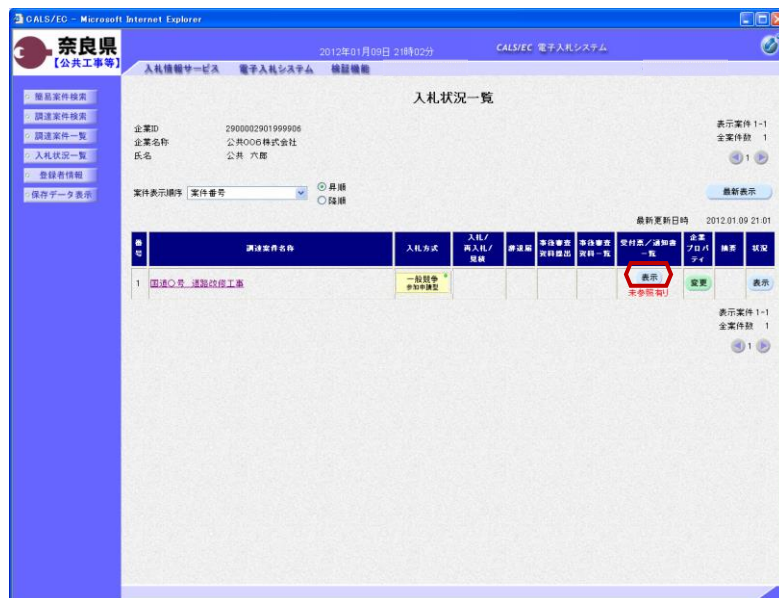 CALS/EC - Microsoft Internet Explorer
奈良県
【公共工事等】
2012年01月09日 21時02分
CALS/EC 電子入札システム
入札情報サービス 電子入札システム 検証機能
簡易案件検索
調達案件検索
調達案件一覧
入札状況一覧
登録者情報
保存データ表示
入札状況一覧
企業ID 2900002901999906
企業名称 公共006株式会社
氏名 公共 六郎
表示案件 1-1
全案件数 1
1
案件表示順序 案件番号
昇順
降順
最新表示
最新更新日時 2012.01.09 21:01
番号 調達案件名称 入札方式 入札/再入札/見積 辞退届 事後審査資料提出 事後審査資料一覧 受付票/通知書一覧 企業プロパティ 摘要 状況
1 国道〇号 道路改修工事 一般競争 参加申請型 表示 変更 表示
未参照有り
表示案件 1-1
全案件数 1
1